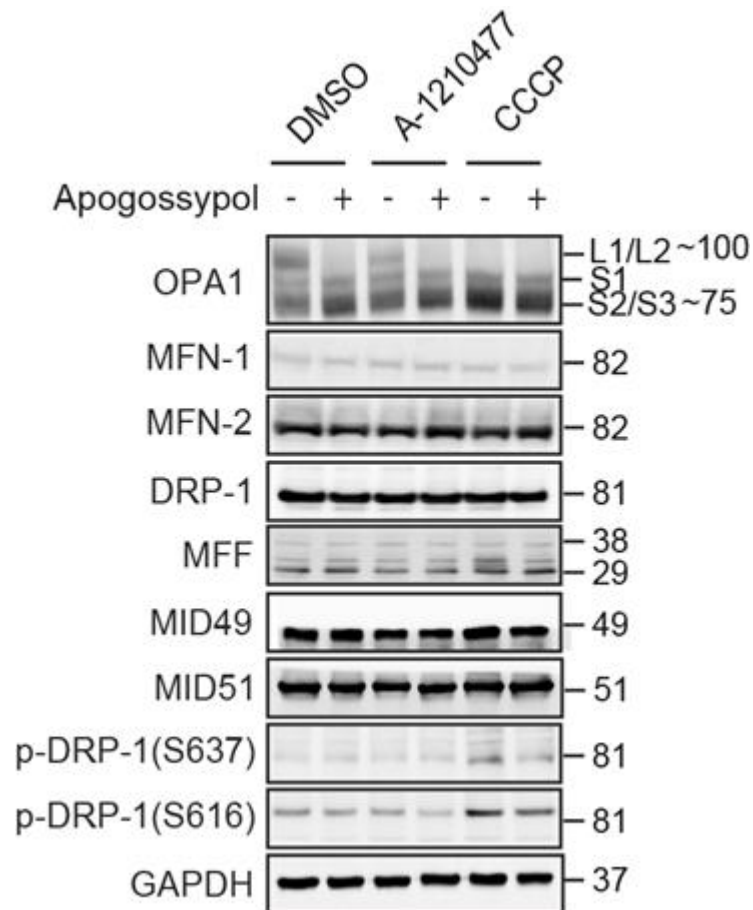 DMSO A-1210477 CCCP
Apogossypol - + - + - +
OPA1 L1/L2 ~100
S1
S2/S3 ~75
MFN-1 82
MFN-2 82
DRP-1 81
MFF 38
29
MID49 49
MID51 51
p-DRP-1(S637) 81
p-DRP-1(S616) 81
GAPDH 37